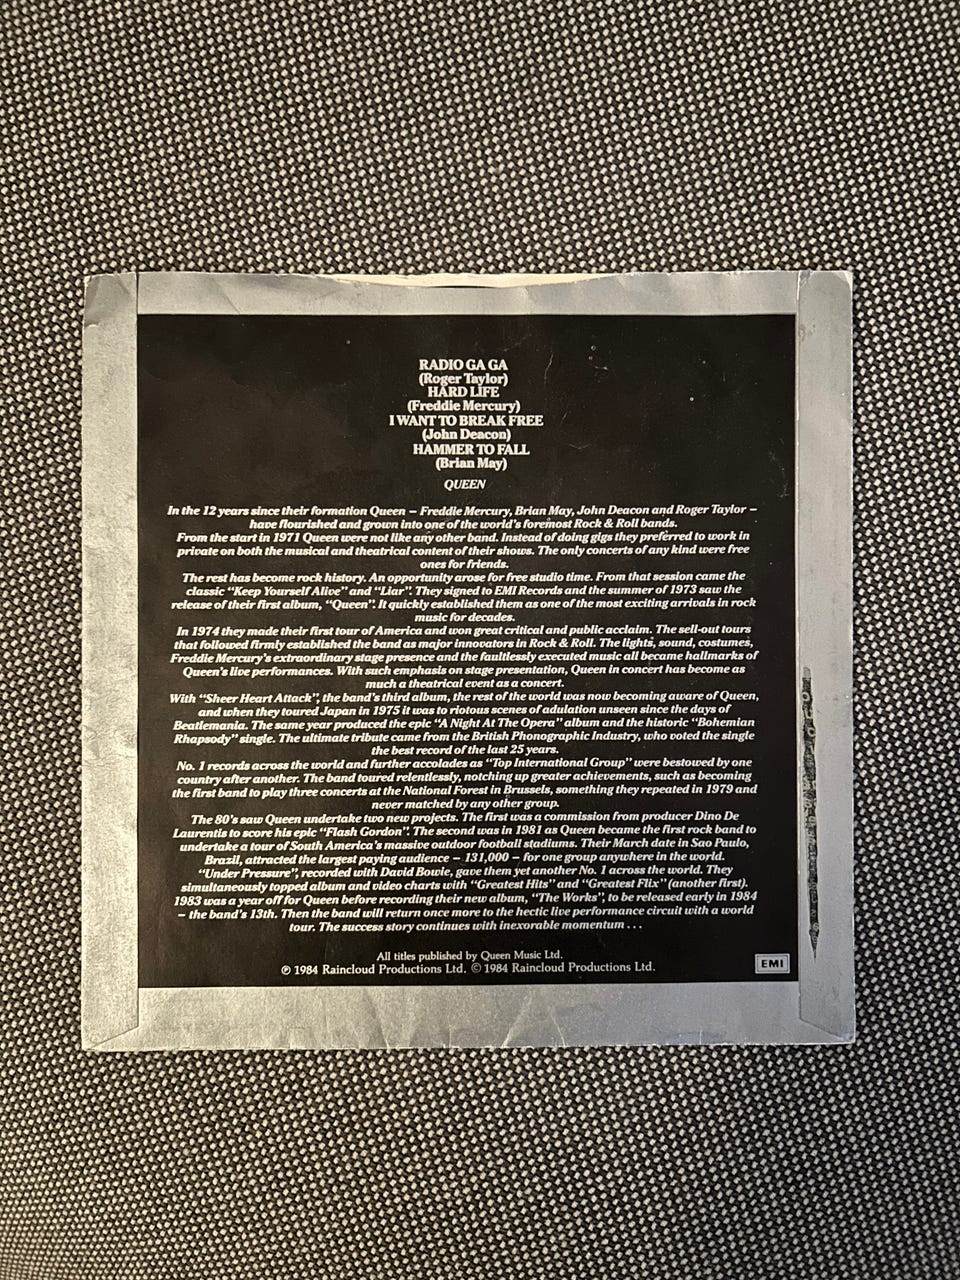 RADIO GA GA
(Roger Taylor)
HARD LIFE
(Freddie Mercury)
I WANT TO BREAK FREE
(John Deacon)
HAMMER TO FALL
(Brian May)
QUEEN
In the 12 years since their formation Queen – Freddie Mercury, Brian May, John Deacon and Roger Taylor –
have flourished and grown into one of the world's foremost Rock & Roll bands.
From the start in 1971 Queen were not like any other band. Instead of doing gigs they preferred to work in
private on both the musical and theatrical content of their shows. The only concerts of any kind were free
ones for friends.
The rest has become rock history. An opportunity arose for free studio time. From that session came the
classic "Keep Yourself Alive" and "Liar". They signed to EMI Records and the summer of 1973 saw the
release of their first album, "Queen". It quickly established them as one of the most exciting arrivals in rock
music for decades.
In 1974 they made their first tour of America and won great critical and public acclaim. The sell-out tours
that followed firmly established the band as major innovators in Rock & Roll. The lights, sound, costumes,
Freddie Mercury's extraordinary stage presence and the faultlessly executed music all became hallmarks of
Queen's live performances. With such emphasis on stage presentation, Queen in concert has become as
much a theatrical event as a concert.
With "Sheer Heart Attack", the band's third album, the rest of the world was now becoming aware of Queen,
and when they toured Japan in 1975 it was to riotous scenes of adulation unseen since the days of
Beatlemania. The same year produced the epic "A Night At The Opera" album and the historic "Bohemian
Rhapsody" single. The ultimate tribute came from the British Phonographic Industry, who voted the single
the best record of the last 25 years.
No. 1 records across the world and further accolades as "Top International Group" were bestowed by one
country after another. The band toured relentlessly, notching up greater achievements, such as becoming
the first band to play three concerts at the National Forest in Brussels, something they repeated in 1979 and
never matched by any other group.
The 80's saw Queen undertake two new projects. The first was a commission from producer Dino De
Laurentis to score his epic "Flash Gordon". The second was in 1981 as Queen became the first rock band to
undertake a tour of South America's massive outdoor football stadiums. Their March date in Sao Paulo,
Brazil, attracted the largest paying audience – 131,000 – for one group anywhere in the world.
"Under Pressure", recorded with David Bowie, gave them yet another No. 1 across the world. They
simultaneously topped album and video charts with "Greatest Hits" and "Greatest Flix" (another first).
1983 was a year off for Queen before recording their new album, "The Works", to be released early in 1984
– the band's 13th. Then the band will return once more to the hectic live performance circuit with a world
tour. The success story continues with inexorable momentum . . .
All titles published by Queen Music Ltd.
℗ 1984 Raincloud Productions Ltd. © 1984 Raincloud Productions Ltd.
EMI